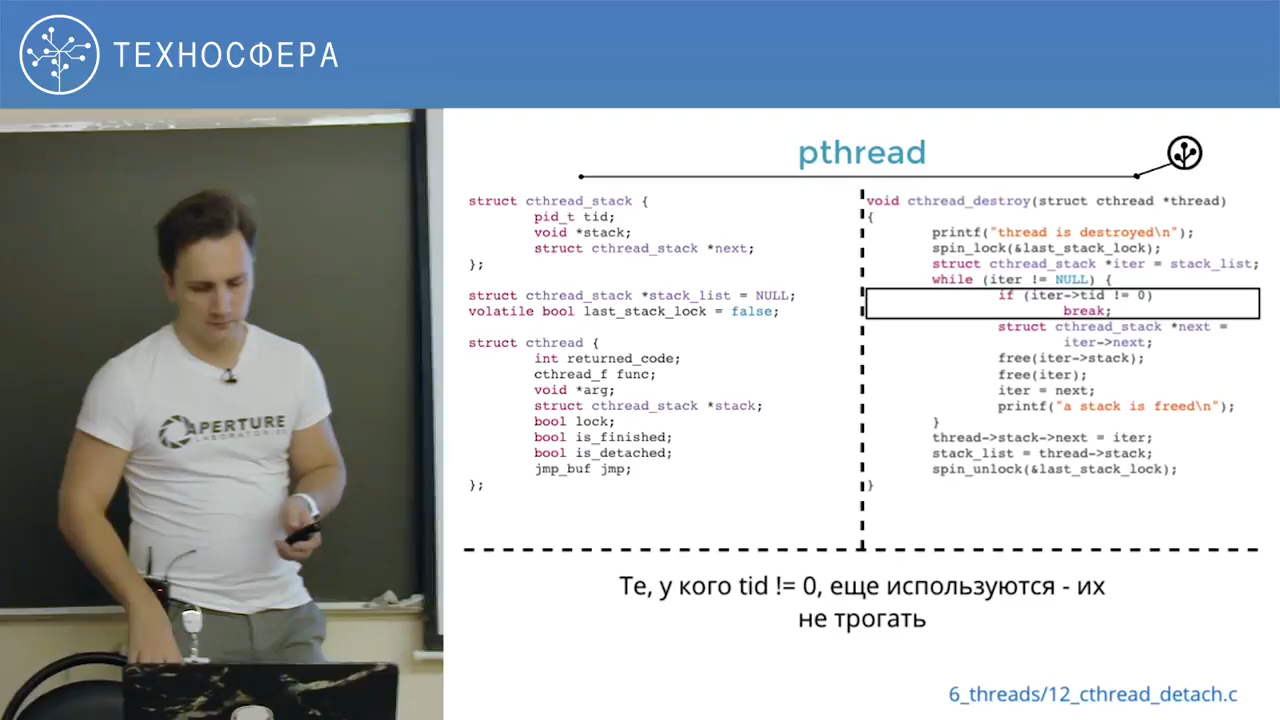 ТЕХНОСФЕРА
pthread
struct cthread_stack {
pid_t tid;
void *stack;
struct cthread_stack *next;
};
struct cthread_stack *stack_list = NULL;
volatile bool last_stack_lock = false;
struct cthread {
int returned_code;
cthread_f func;
void *arg;
struct cthread_stack *stack;
bool lock;
bool is_finished;
bool is_detached;
jmp_buf jmp;
};
void cthread_destroy(struct cthread *thread)
{
printf("thread is destroyed\n");
spin_lock(&last_stack_lock);
struct cthread_stack *iter = stack_list;
while (iter != NULL) {
if (iter->tid != 0)
break;
struct cthread_stack *next =
iter->next;
free(iter->stack);
free(iter);
iter = next;
printf("a stack is freed\n");
}
thread->stack->next = iter;
stack_list = thread->stack;
spin_unlock(&last_stack_lock);
}
Те, у кого tid != 0, еще используются - их
не трогать
6_threads/12_cthread_detach.c
APERTURE
LABORATORIES